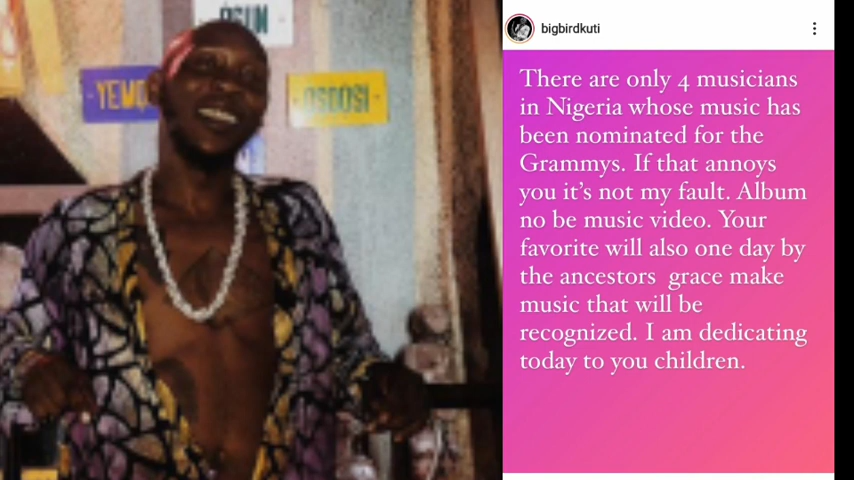 OGUN
YEMO
OSOOSI
bigbirdkuti
There are only 4 musicians
in Nigeria whose music has
been nominated for the
Grammys. If that annoys
you it's not my fault. Album
no be music video. Your
favorite will also one day by
the ancestors  grace make
music that will be
recognized. I am dedicating
today to you children.